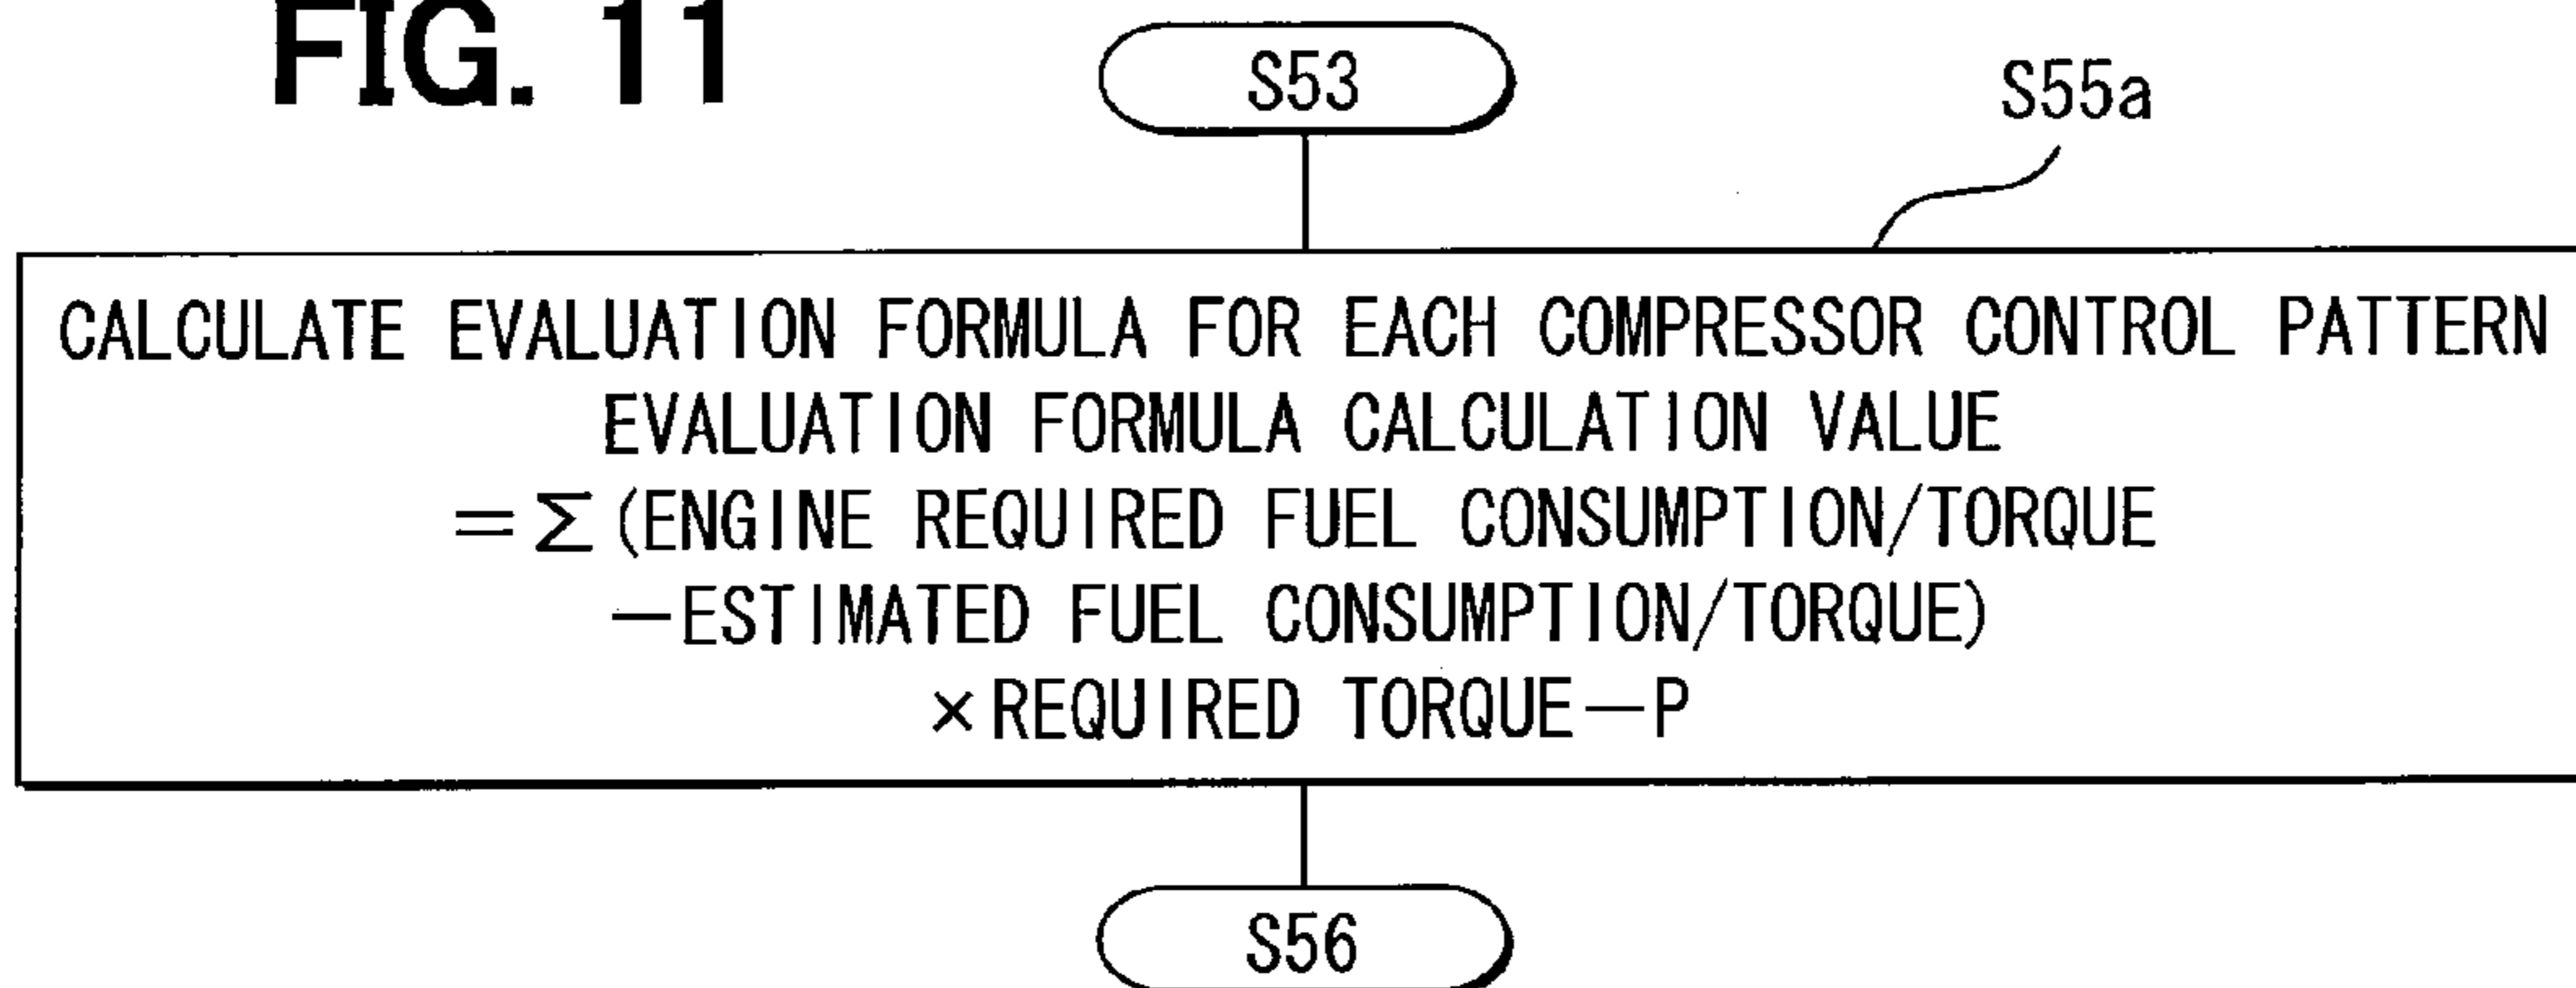 FIG. 11
S53
S55a
CALCULATE EVALUATION FORMULA FOR EACH COMPRESSOR CONTROL PATTERN
EVALUATION FORMULA CALCULATION VALUE
=Σ(ENGINE REQUIRED FUEL CONSUMPTION/TORQUE
—ESTIMATED FUEL CONSUMPTION/TORQUE)
×REQUIRED TORQUE—P
S56